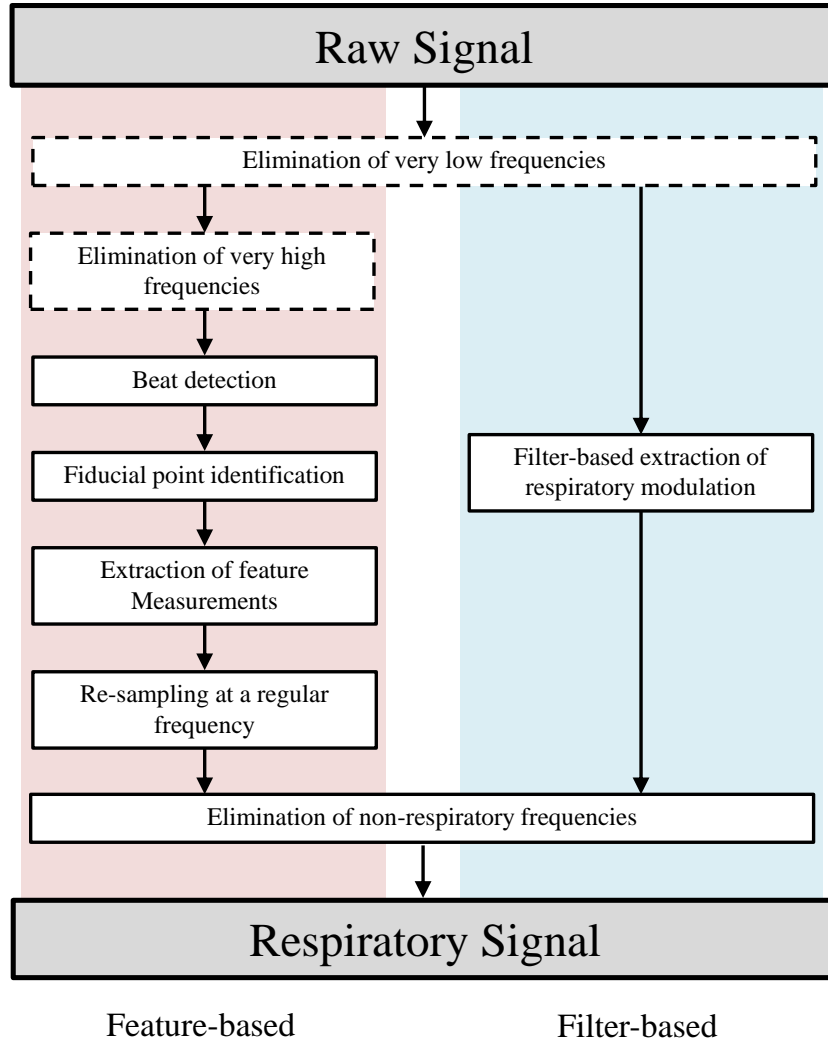 Raw Signal
Elimination of very low frequencies
Elimination of very high
frequencies
Beat detection
Fiducial point identification
Filter-based extraction of
respiratory modulation
Extraction of feature
Measurements
Re-sampling at a regular
frequency
Elimination of non-respiratory frequencies
Respiratory Signal
Feature-based
Filter-based